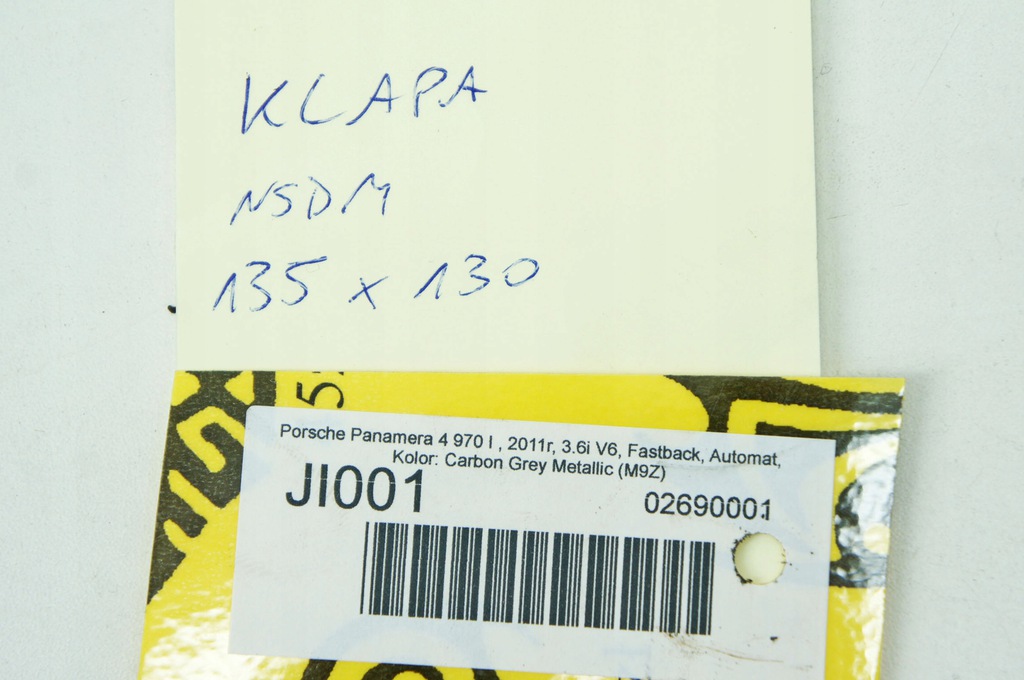 KLAPA
NSDM
135 x 130
5
Porsche Panamera 4 970 I , 2011r, 3.6i V6, Fastback, Automat,
Kolor: Carbon Grey Metallic (M9Z)
JI001
02690001